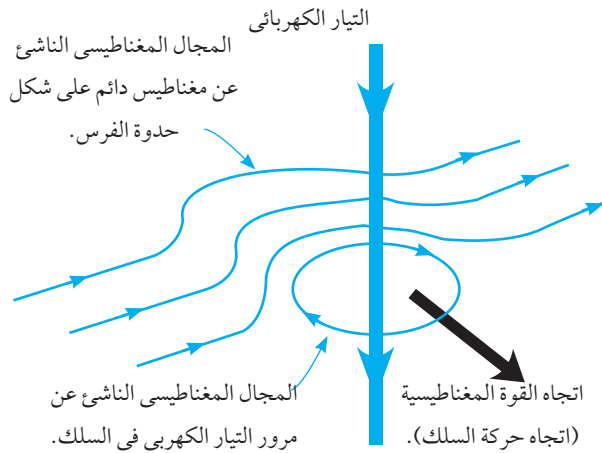 التيار الكهربائى
المجال المغناطيسى الناشئ
عن مغناطيس دائم على شكل
حدوة الفرس.
المجال المغناطيسى الناشئ عن
مرور التيار الكهربى فى السلك.
اتجاه القوة المغناطيسية
(اتجاه حركة السلك).